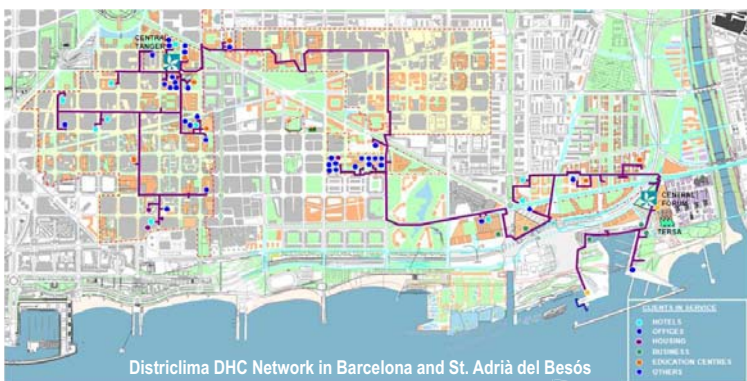 CENTRAL
TANGER
CENTRAL
FORUM
TERSA
CLIENTS IN SERVICE
HOTELS
OFFICES
HOUSING
BUSINESS
EDUCATION CENTRES
OTHERS
Districlima DHC Network in Barcelona and St. Adrià del Besós